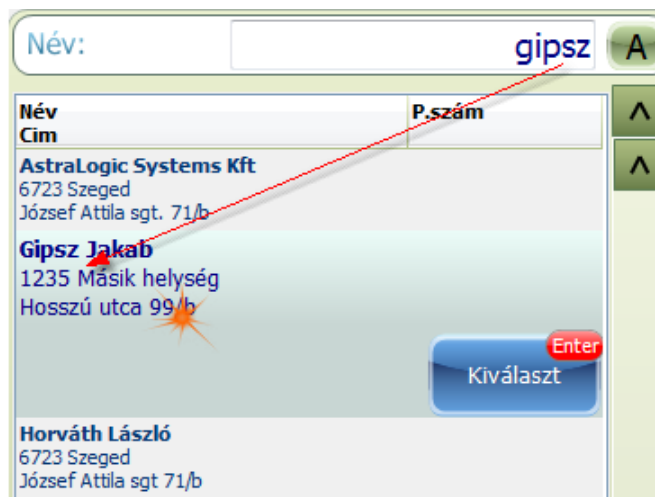 Név:
gipsz
A
Név
P.szám
Cim
AstraLogic Systems Kft
6723 Szeged
József Attila sgt. 71/b
Gipsz Jakab
1235 Másik helység
Hosszú utca 99/b
Enter
Kiválaszt
Horváth László
6723 Szeged
József Attila sgt 71/b